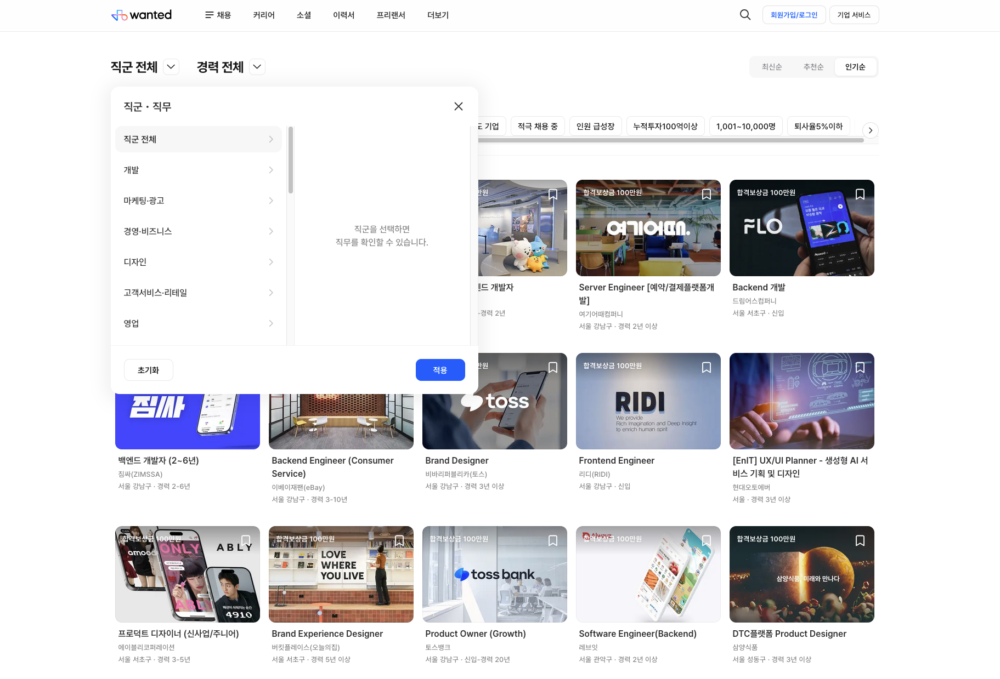 wanted
채용
커리어
소셜
이력서
프리랜서
더보기
회원가입/로그인
기업 서비스
직군 전체
경력 전체
최신순
추천순
인기순
직군 · 직무
직군 전체
개발
마케팅·광고
경영·비즈니스
디자인
고객서비스·리테일
영업
직군을 선택하면
직무를 확인할 수 있습니다.
초기화
적용
기업
적극 채용 중
인원 급성장
누적투자100억이상
1,001~10,000명
퇴사율5%이하
만원
개발자
-경력 2년
합격보상금 100만원
여기어때.
Server Engineer [예약/결제플랫폼개
발]
여기어때컴퍼니
서울 강남구 · 경력 2년 이상
합격보상금 100만원
FLO
Backend 개발
드림어스컴퍼니
서울 서초구 · 신입
짐싸
백엔드 개발자 (2~6년)
짐싸(ZIMSSA)
서울 강남구 · 경력 2-6년
Backend Engineer (Consumer
Service)
이베이재팬(eBay)
서울 강남구 · 경력 3-10년
만원
toss
Brand Designer
비바리퍼블리카(토스)
서울 강남구 · 경력 3년 이상
합격보상금 100만원
RIDI
We provide
Rich Imagination and Deep Insight
to enrich human spirit
Frontend Engineer
리디(RIDI)
서울 강남구 · 신입
[EnIT] UX/UI Planner - 생성형 AI 서
비스 기획 및 디자인
현대오토에버
서울 · 경력 3년 이상
합격보상금 100만원
ONLY
ABLY
amood
ABLY
4910
프로덕트 디자이너 (신사업/주니어)
에이블리코퍼레이션
서울 서초구 · 경력 3-5년
합격보상금 100만원
LOVE
WHERE
YOU LIVE
Brand Experience Designer
버킷플레이스(오늘의집)
서울 서초구 · 경력 5년 이상
합격보상금 100만원
toss bank
Product Owner (Growth)
토스뱅크
서울 강남구 · 신입-경력 20년
합격보상금 100만원
Software Engineer(Backend)
레브잇
서울 관악구 · 경력 2년 이상
합격보상금 100만원
삼양식품, 미래와 만나다
DTC플랫폼 Product Designer
삼양식품
서울 성동구 · 경력 3년 이상